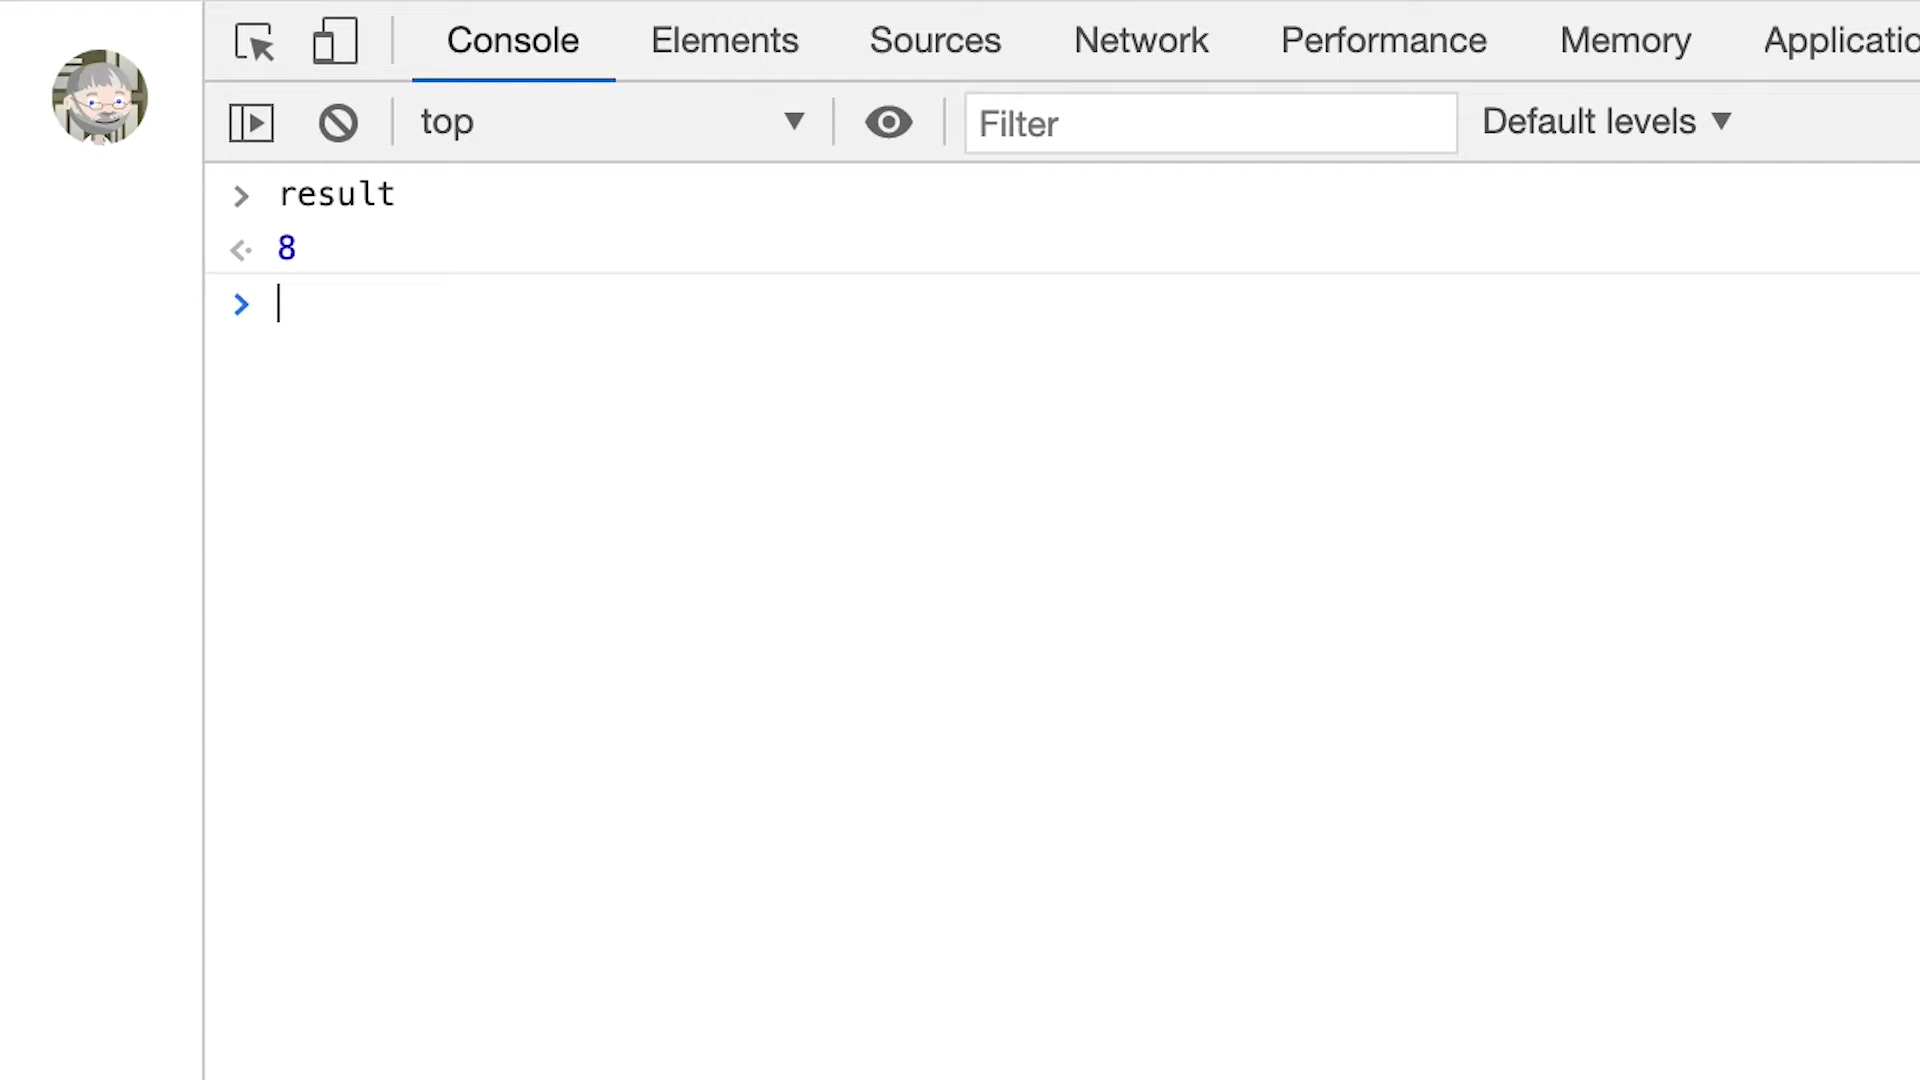 Console Elements Sources Network Performance Memory Applicatio
top ▼ Filter Default levels ▼
> result
8
>